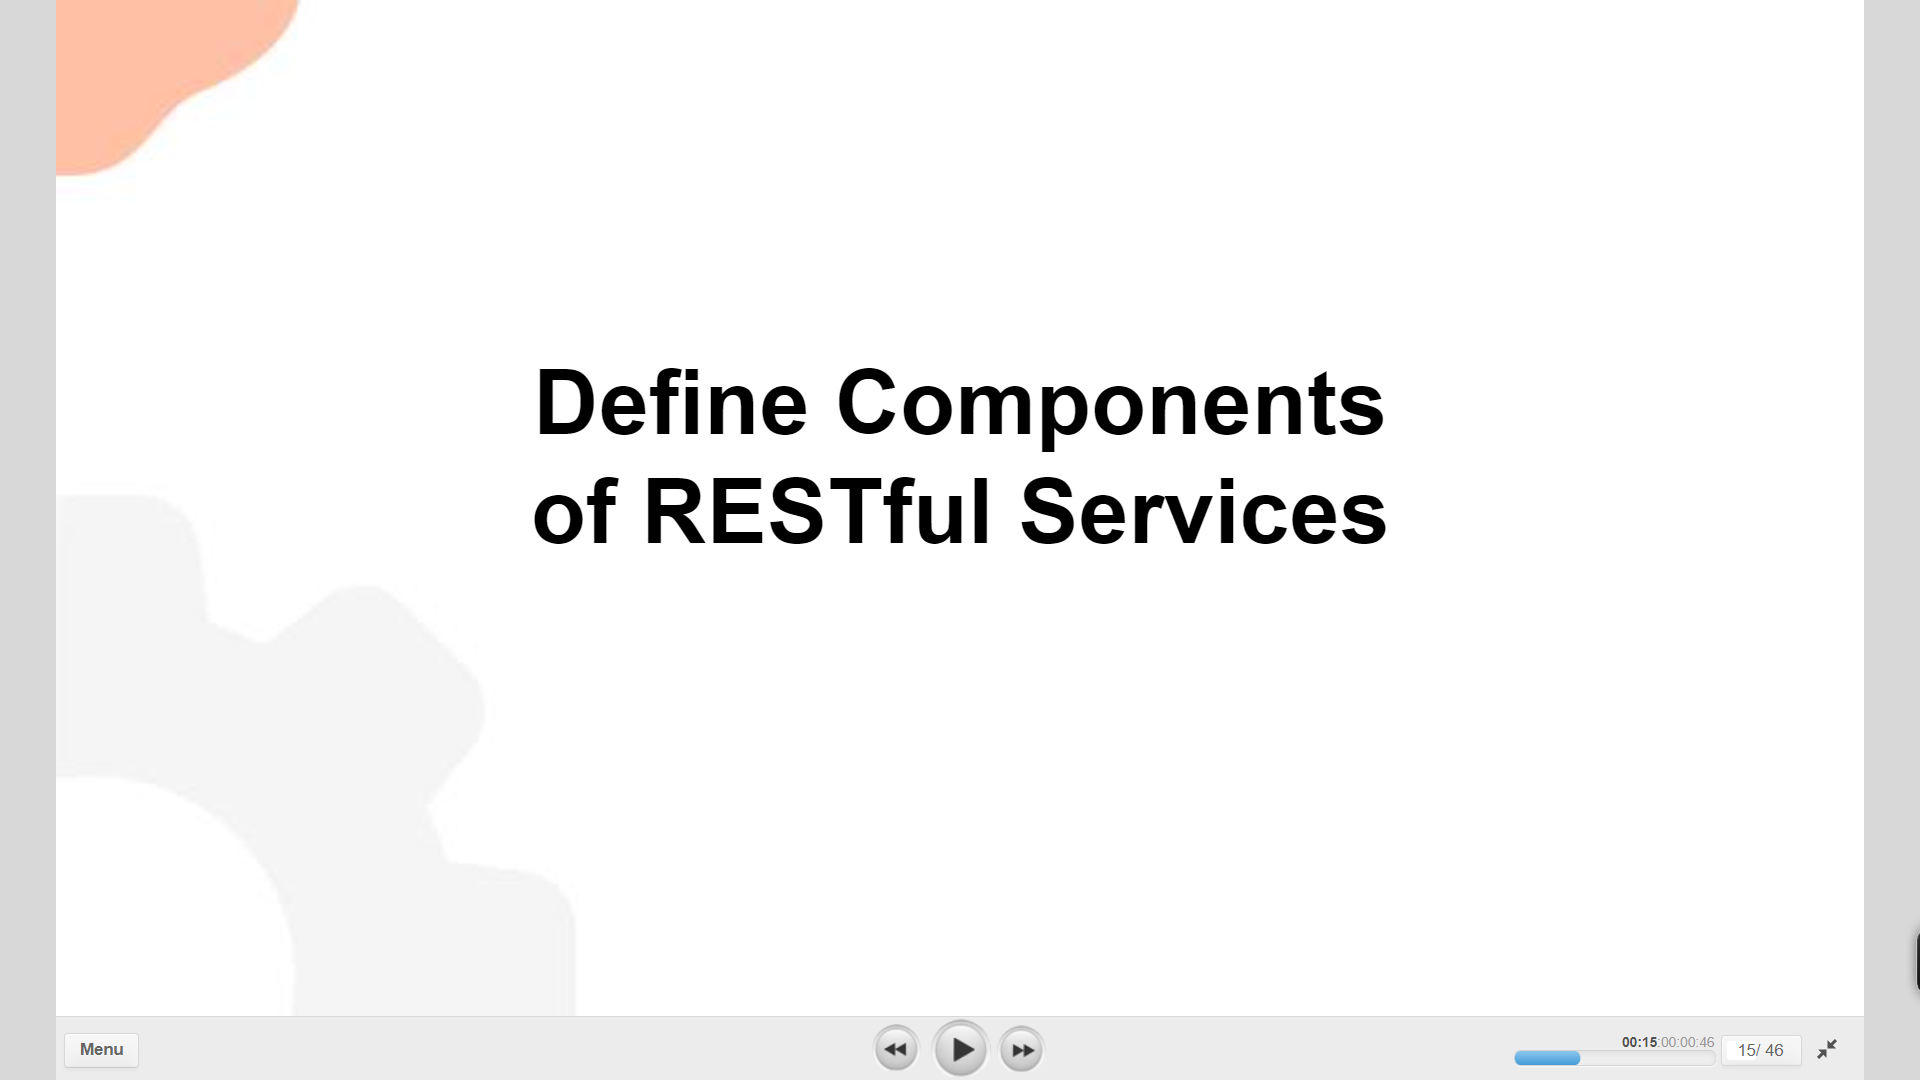 Define Components
of RESTful Services
Menu
00:15:00:00:46
15/ 46